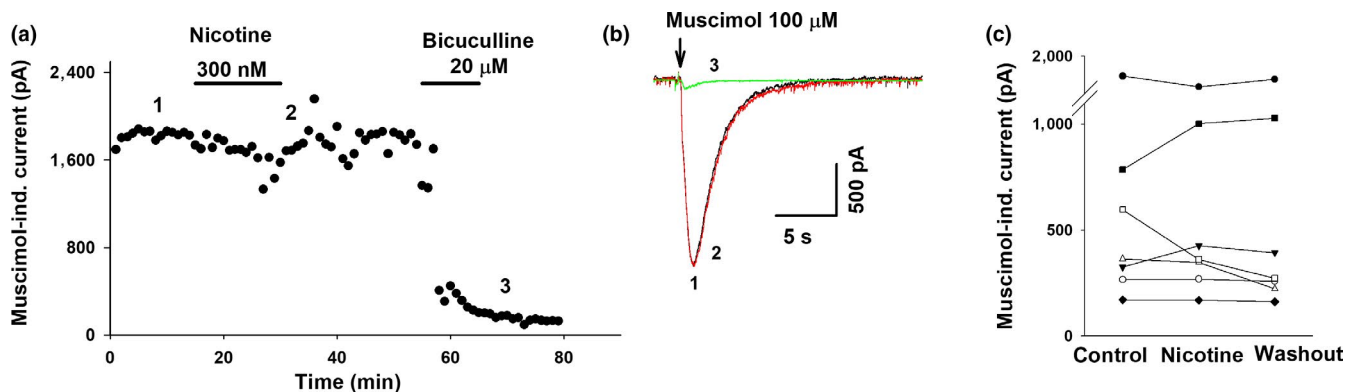 (a)
Nicotine
300 nM
Bicuculline
20 μM
Muscimol-ind. current (pA)
2,400
1,600
800
0
1
2
3
0
20
40
60
80
Time (min)
(b)
Muscimol 100 μM
3
2
1
500 pA
5 s
(c)
Muscimol-ind. current (pA)
2,000
1,000
500
0
Control
Nicotine
Washout